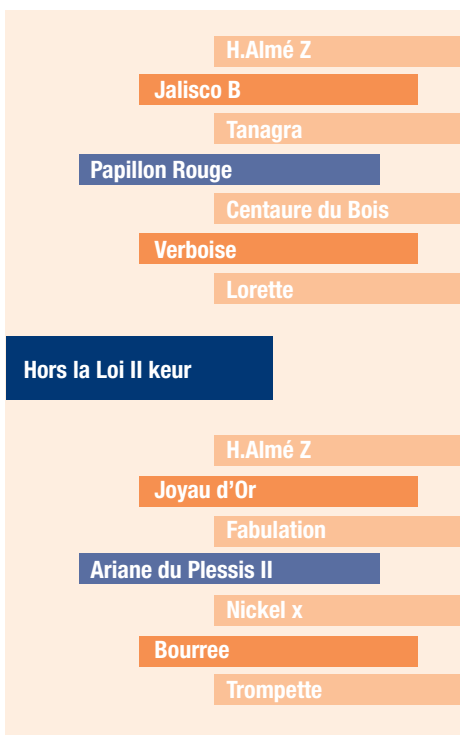 H.Almé Z
Jalisco B
Tanagra
Papillon Rouge
Centaure du Bois
Verboise
Lorette
Hors la Loi II keur
H.Almé Z
Joyau d’Or
Fabulation
Ariane du Plessis II
Nickel x
Bourree
Trompette